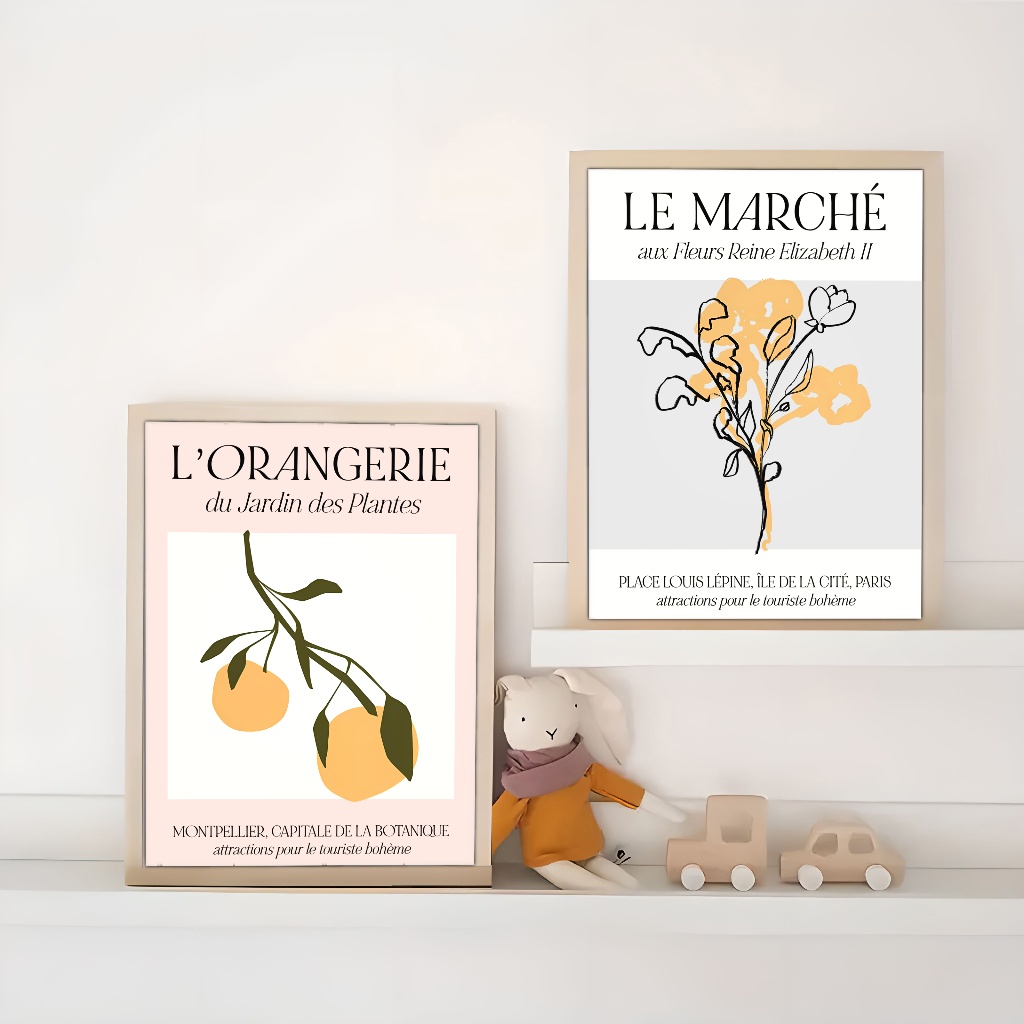 LE MARCHÉ
aux Fleurs Reine Elizabeth II
PLACE LOUIS LÉPINE, ÎLE DE LA CITÉ, PARIS
attractions pour le touriste bohème
L'ORANGERIE
du Jardin des Plantes
MONTPELLIER, CAPITALE DE LA BOTANIQUE
attractions pour le touriste bohème